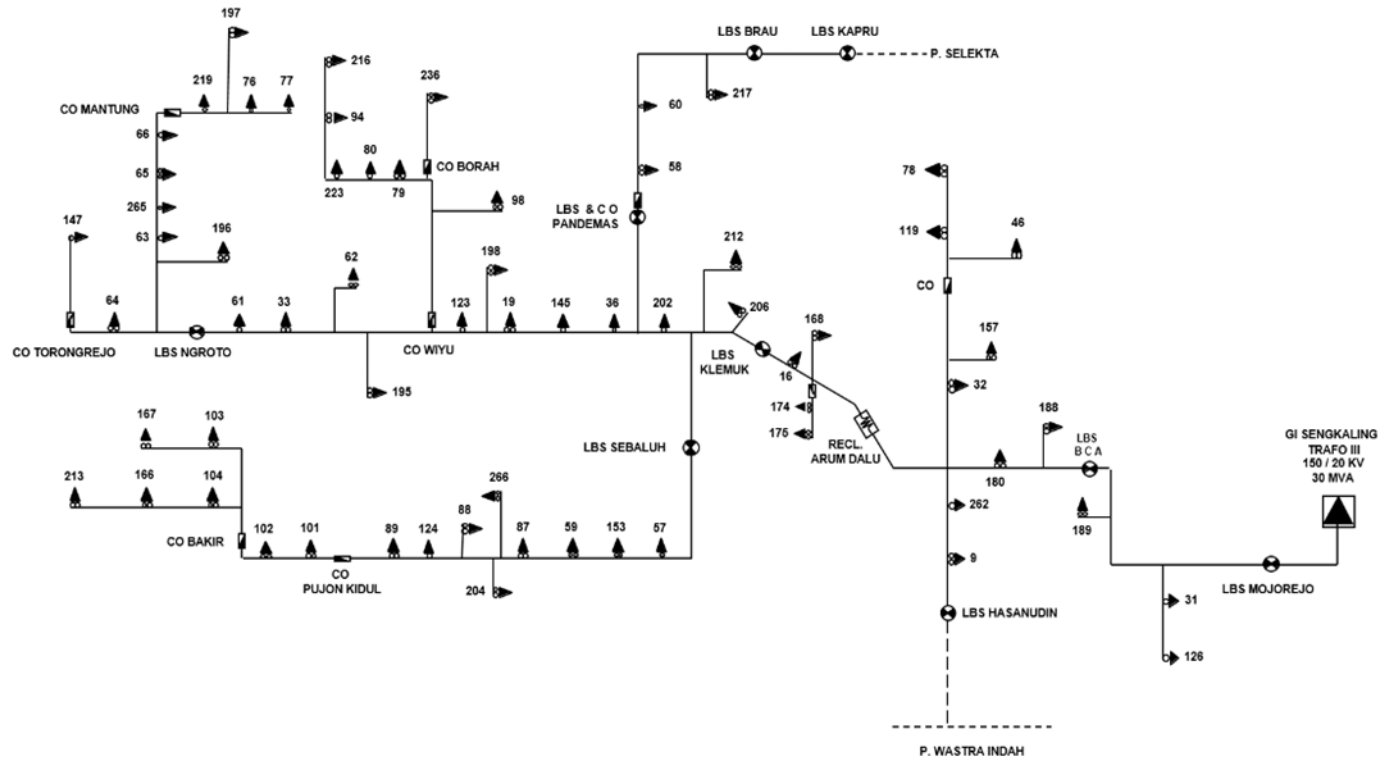 197
LBS BRAU
LBS KAPRU
P. SELEKTA
216
236
219
76
77
217
CO MANTUNG
60
94
66
80
CO BORAH
58
78
65
223
79
98
LBS & C O
PANDEMAS
265
147
63
196
119
46
212
62
198
CO
206
64
61
33
123
19
145
36
202
168
157
CO TORONGREJO
LBS NGROTO
CO WIYU
LBS
KLEMUK
16
32
195
174
175
RECL.
ARUM DALU
188
LBS
B C A
GI SENGKALING
TRAFO III
150 / 20 KV
30 MVA
167
103
LBS SEBALUH
180
213
166
104
266
262
189
88
CO BAKIR
102
101
89
124
87
59
153
57
9
CO
PUJON KIDUL
204
LBS MOJOREJO
31
LBS HASANUDIN
126
P. WASTRA INDAH